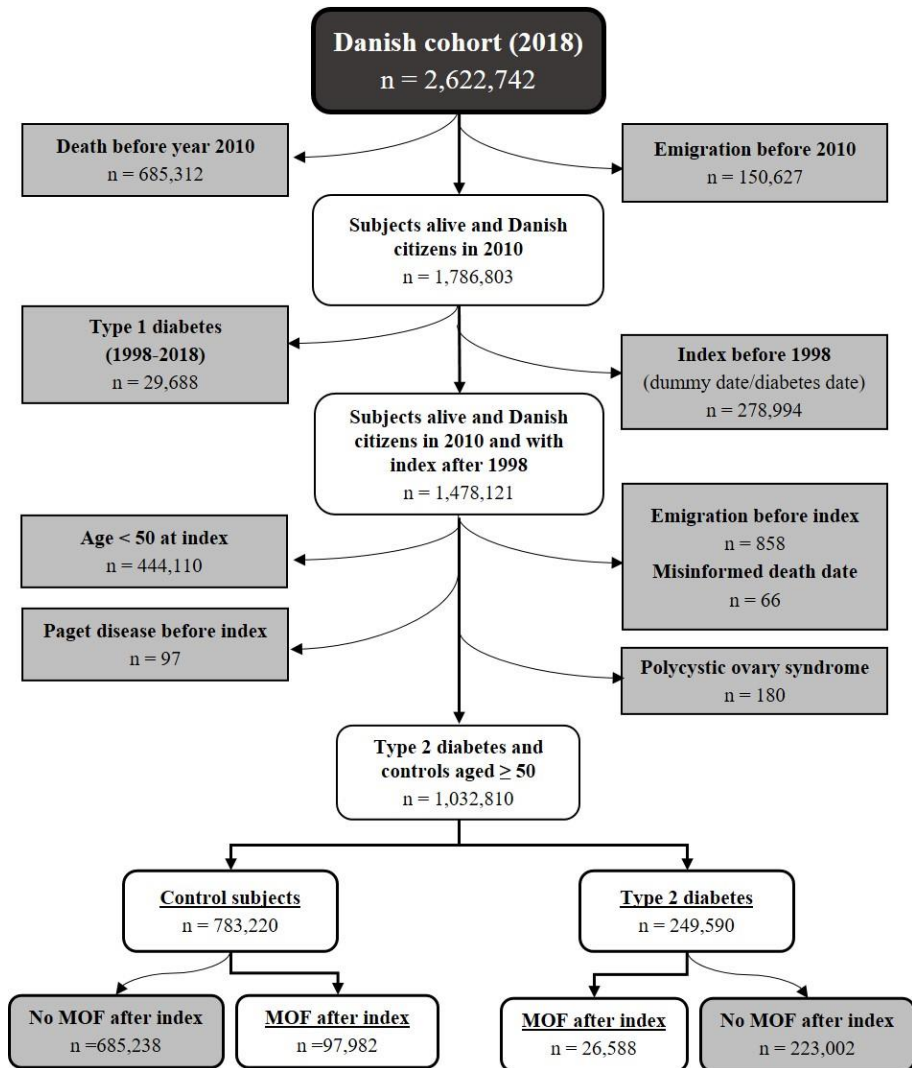 Danish cohort (2018)
n = 2,622,742
Death before year 2010
n = 685,312
Emigration before 2010
n = 150,627
Subjects alive and Danish
citizens in 2010
n = 1,786,803
Type 1 diabetes
(1998-2018)
n = 29,688
Index before 1998
(dummy date/diabetes date)
n = 278,994
Subjects alive and Danish
citizens in 2010 and with
index after 1998
n = 1,478,121
Age < 50 at index
n = 444,110
Emigration before index
n = 858
Misinformed death date
n = 66
Paget disease before index
n = 97
Polycystic ovary syndrome
n = 180
Type 2 diabetes and
controls aged ≥ 50
n = 1,032,810
Control subjects
n = 783,220
Type 2 diabetes
n = 249,590
No MOF after index
n =685,238
MOF after index
n =97,982
MOF after index
n = 26,588
No MOF after index
n = 223,002